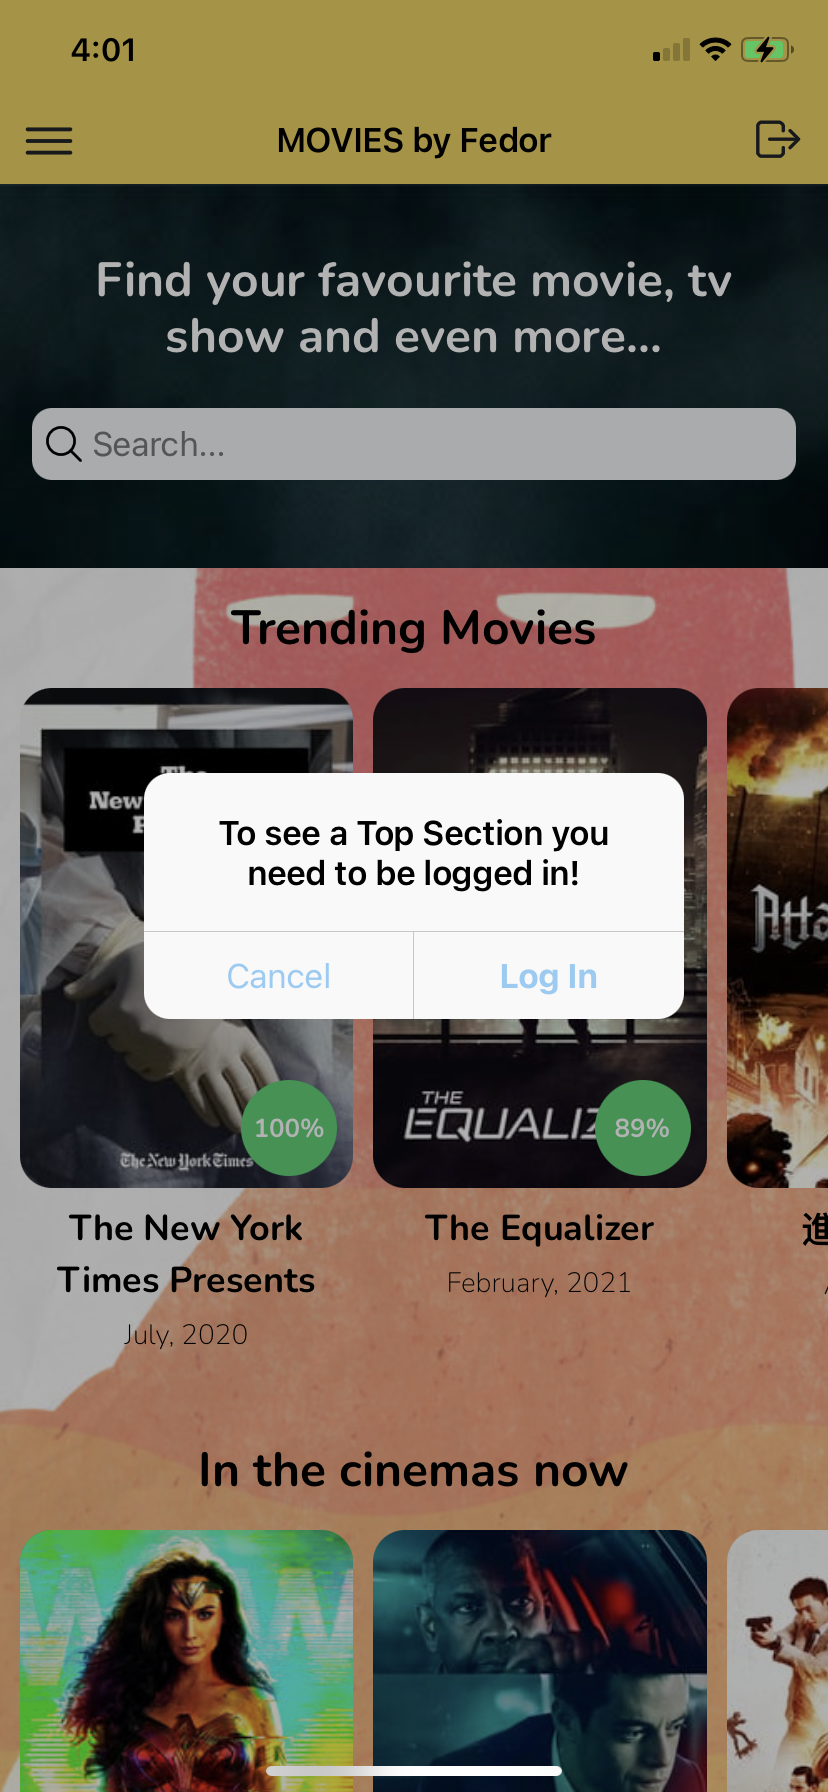 4:01
MOVIES by Fedor
Find your favourite movie, tv
show and even more...
Search...
Trending Movies
The
New
To see a Top Section you
need to be logged in!
Cancel
Log In
THE
EQUALIZ
100%
89%
The New York Times
The New York
Times Presents
July, 2020
The Equalizer
February, 2021
進
In the cinemas now